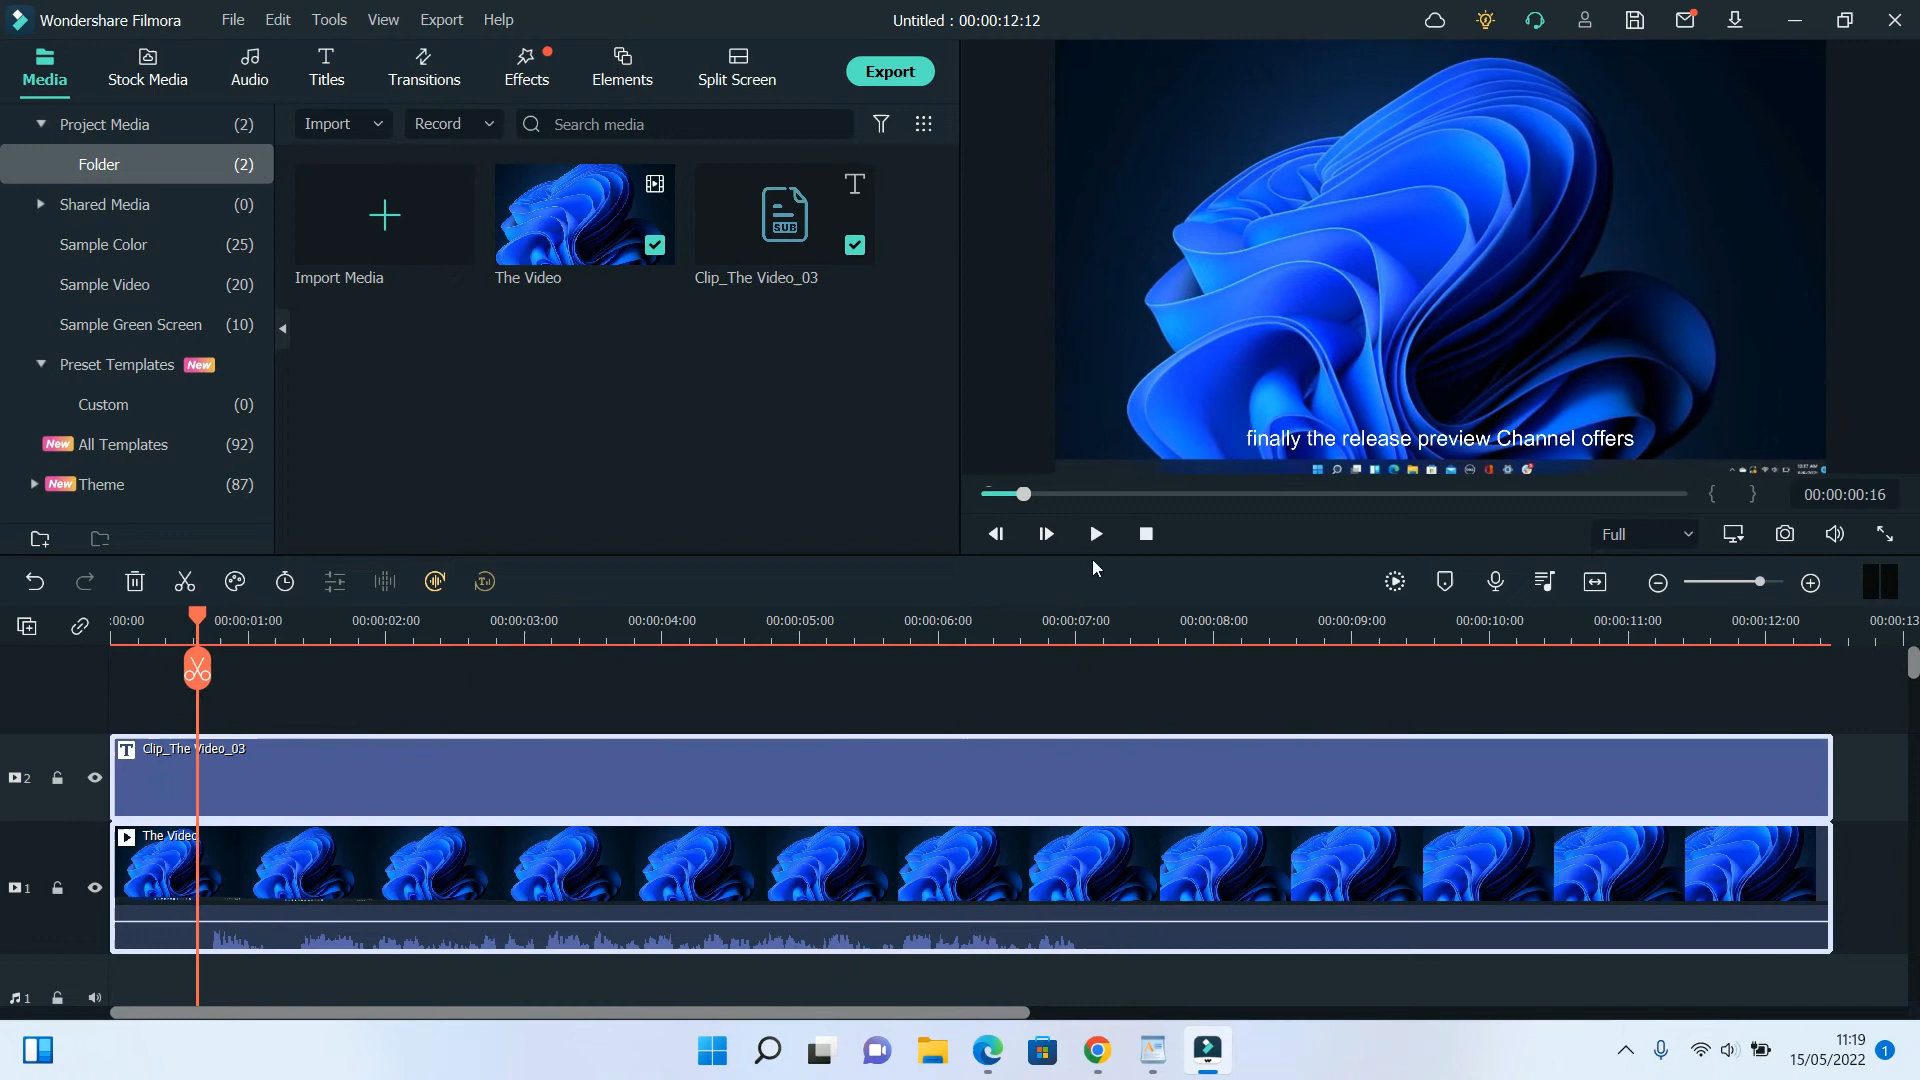 Wondershare Filmora
File Edit Tools View Export Help
Untitled : 00:00:12:12
Media
Stock Media
Audio
Titles
Transitions
Effects
Elements
Split Screen
Export
Project Media (2)
Folder (2)
Shared Media (0)
Sample Color (25)
Sample Video (20)
Sample Green Screen (10)
Preset Templates New
Custom (0)
New All Templates (92)
New Theme (87)
Import
Record
Search media
SUB
Import Media
The Video
Clip_The Video_03
finally the release preview Channel offers
00:00:00:16
Full
:00:00 00:00:01:00 00:00:02:00 00:00:03:00 00:00:04:00 00:00:05:00 00:00:06:00 00:00:07:00 00:00:08:00 00:00:09:00 00:00:10:00 00:00:11:00 00:00:12:00 00:00:13
Clip_The Video_03
2
The Video
1
1
11:19
15/05/2022
1